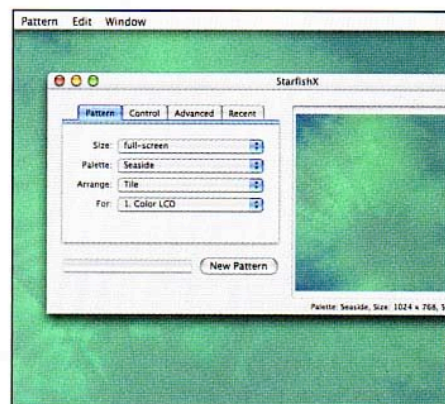 Pattern Edit Window
StarfishX
Pattern Control Advanced Recent
Size: full-screen
Palette: Seaside
Arrange: Tile
For: 1. Color LCD
New Pattern
Palette: Seaside, Size: 1024 x 768, S